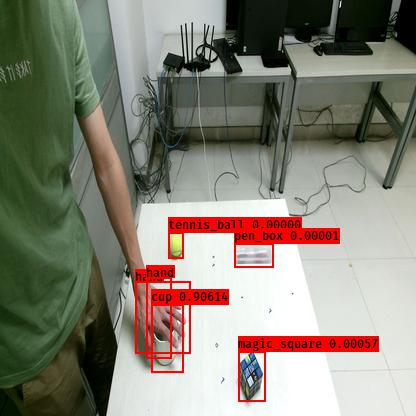 tennis_ball 0.00000
pen_box 0.00001
hand
cup 0.90614
magic_square 0.00057